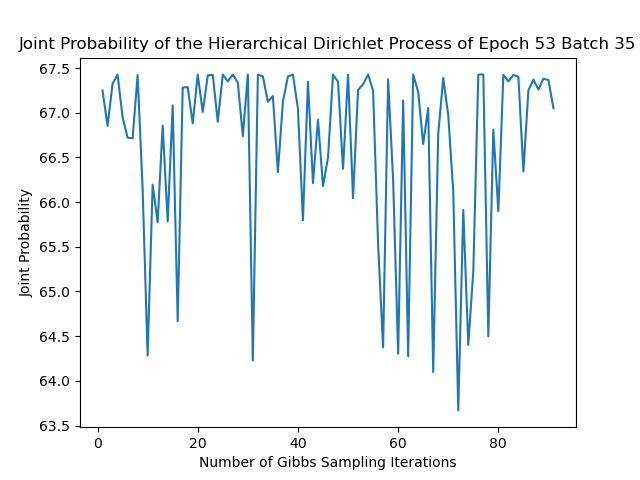 Joint Probability of the Hierarchical Dirichlet Process of Epoch 53 Batch 35
67.5
67.0
66.5
66.0
65.5
65.0
64.5
64.0
63.5
Joint Probability
0 20 40 60 80
Number of Gibbs Sampling Iterations